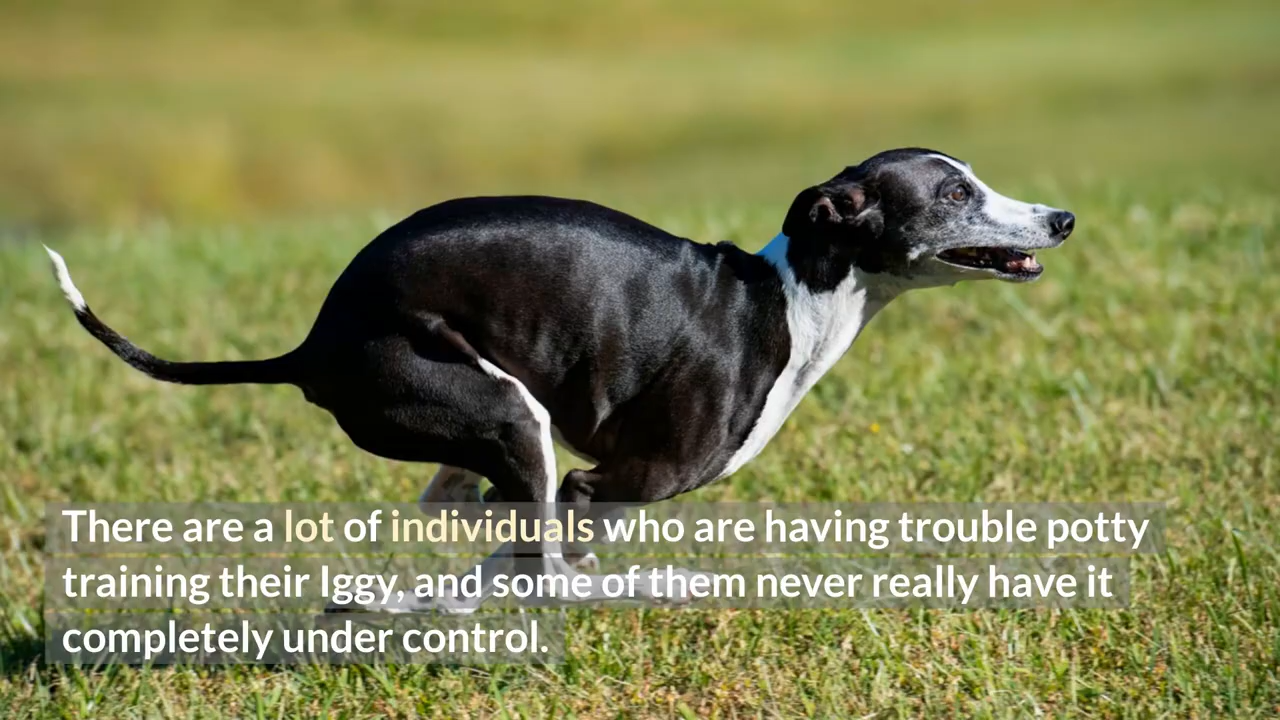 There are a lot of individuals who are having trouble potty
training their Iggy, and some of them never really have it
completely under control.